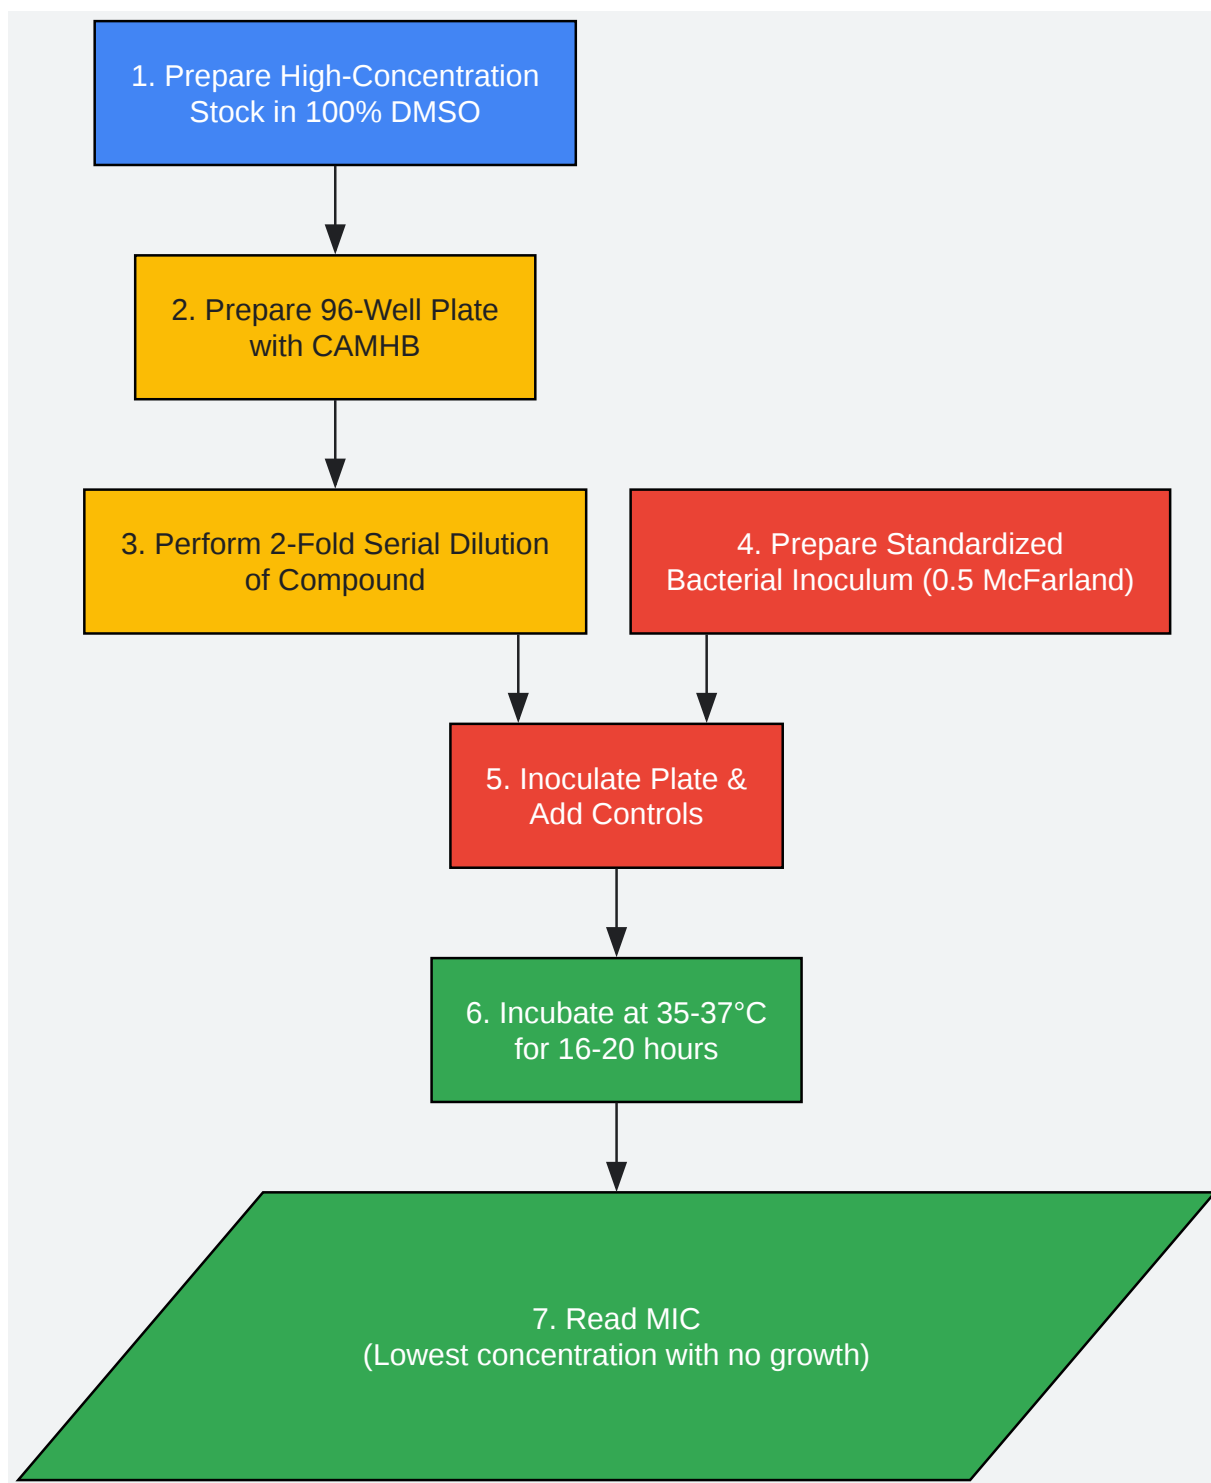 1. Prepare High-Concentration
Stock in 100% DMSO
2. Prepare 96-Well Plate
with CAMHB
3. Perform 2-Fold Serial Dilution
of Compound
4. Prepare Standardized
Bacterial Inoculum (0.5 McFarland)
5. Inoculate Plate &
Add Controls
6. Incubate at 35-37°C
for 16-20 hours
7. Read MIC
(Lowest concentration with no growth)